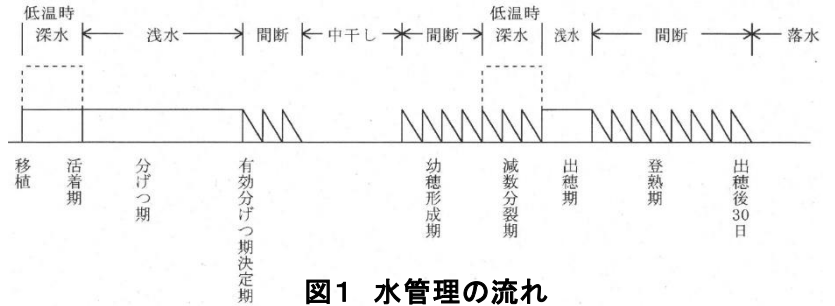 低温時
深水
浅水
間断
中干し
間断
低温時
深水
浅水
間断
落水
移植
活着期
分げつ期
有効分げつ期決定期
幼穂形成期
減数分裂期
出穂期
登熟期
出穂後30日
図1 水管理の流れ